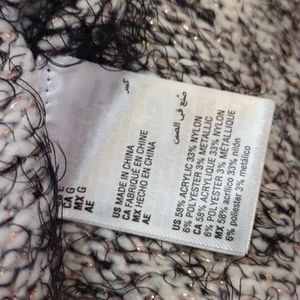 صنع في الصين
US MADE IN CHINA
CA FABRIQUÉ EN CHINE
MX HECHO EN CHINA
AE
US 58% ACRYLIC 33% NYLON
6% POLYESTER 3% METALLIC
CA 58% ACRYLIQUE 33% NYLON
6% POLYESTER 3% MÉTALLIQUE
MX 58% acrílico 33% nilón
6% poliéster 3% metálico
CA G
MX G
AE